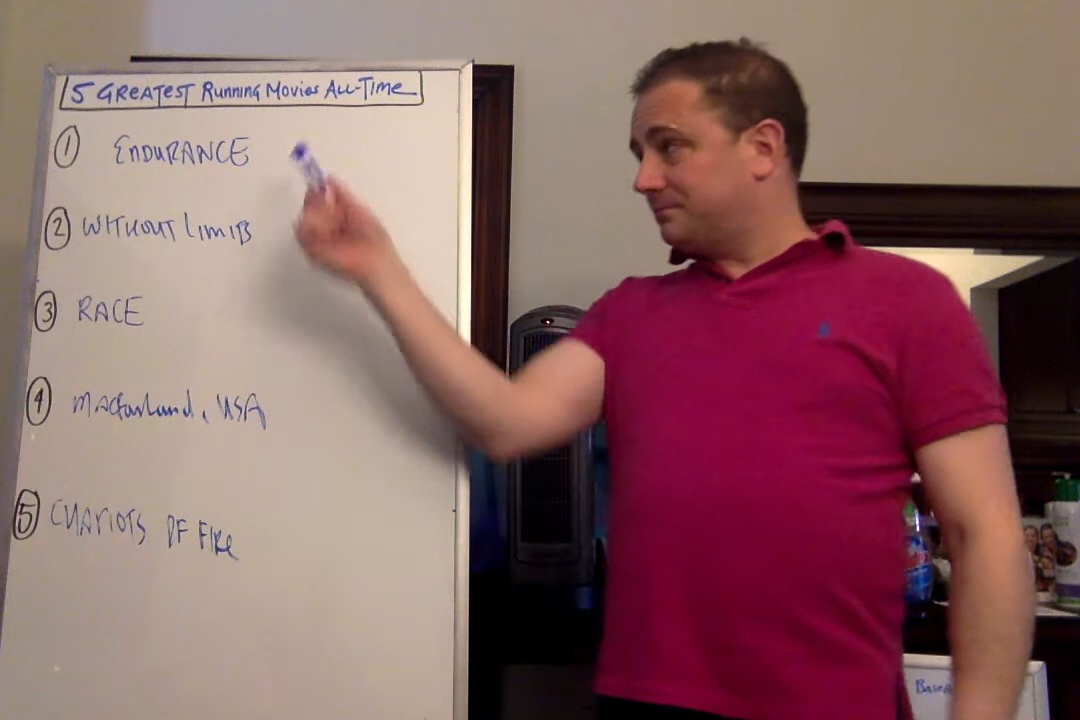 5 GREATEST Running Movies ALL-TIME
1 ENDURANCE
2 WITHOUT LIMITS
3 RACE
4 Macfarland, USA
5 CHARIOTS OF FIRE